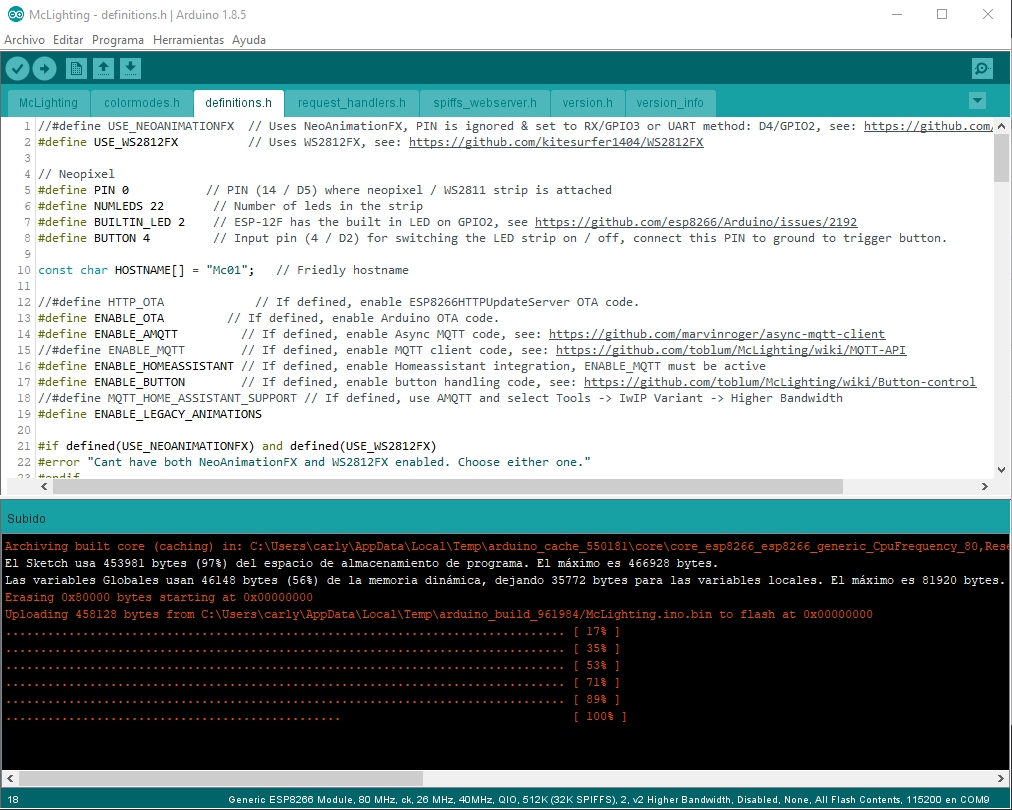 McLighting - definitions.h | Arduino 1.8.5
Archivo Editar Programa Herramientas Ayuda
McLighting colormodes.h definitions.h request_handlers.h spiffs_webserver.h version.h version_info
1 //#define USE_NEOANIMATIONFX // Uses NeoAnimationFX, PIN is ignored & set to RX/GPIO3 or UART method: D4/GPIO2, see: https://github.com/
2 #define USE_WS2812FX // Uses WS2812FX, see: https://github.com/kitesurfer1404/WS2812FX
3
4 // Neopixel
5 #define PIN 0 // PIN (14 / D5) where neopixel / WS2811 strip is attached
6 #define NUMLEDS 22 // Number of leds in the strip
7 #define BUILTIN_LED 2 // ESP-12F has the built in LED on GPIO2, see https://github.com/esp8266/Arduino/issues/2192
8 #define BUTTON 4 // Input pin (4 / D2) for switching the LED strip on / off, connect this PIN to ground to trigger button.
9
10 const char HOSTNAME[] = "Mc01"; // Friedly hostname
11
12 //#define HTTP_OTA // If defined, enable ESP8266HTTPUpdateServer OTA code.
13 #define ENABLE_OTA // If defined, enable Arduino OTA code.
14 #define ENABLE_AMQTT // If defined, enable Async MQTT code, see: https://github.com/marvinroger/async-mqtt-client
15 //#define ENABLE_MQTT // If defined, enable MQTT client code, see: https://github.com/toblum/McLighting/wiki/MQTT-API
16 #define ENABLE_HOMEASSISTANT // If defined, enable Homeassistant integration, ENABLE_MQTT must be active
17 #define ENABLE_BUTTON // If defined, enable button handling code, see: https://github.com/toblum/McLighting/wiki/Button-control
18 //#define MQTT_HOME_ASSISTANT_SUPPORT // If defined, use AMQTT and select Tools -> IwIP Variant -> Higher Bandwidth
19 #define ENABLE_LEGACY_ANIMATIONS
20
21 #if defined(USE_NEOANIMATIONFX) and defined(USE_WS2812FX)
22 #error "Cant have both NeoAnimationFX and WS2812FX enabled. Choose either one."
23 #endif
Subido
Archiving built core (caching) in: C:\Users\carly\AppData\Local\Temp\arduino_cache_550181\core\core_esp8266_esp8266_generic_CpuFrequency_80,Rese
El Sketch usa 453981 bytes (97%) del espacio de almacenamiento de programa. El máximo es 466928 bytes.
Las variables Globales usan 46148 bytes (56%) de la memoria dinámica, dejando 35772 bytes para las variables locales. El máximo es 81920 bytes.
Erasing 0x80000 bytes starting at 0x00000000
Uploading 458128 bytes from C:\Users\carly\AppData\Local\Temp\arduino_build_961984/McLighting.ino.bin to flash at 0x00000000
................................................................................ [ 17% ]
................................................................................ [ 35% ]
................................................................................ [ 53% ]
................................................................................ [ 71% ]
................................................................................ [ 89% ]
................................................ [ 100% ]
18 Generic ESP8266 Module, 80 MHz, ck, 26 MHz, 40MHz, QIO, 512K (32K SPIFFS), 2, v2 Higher Bandwidth, Disabled, None, All Flash Contents, 115200 en COM9